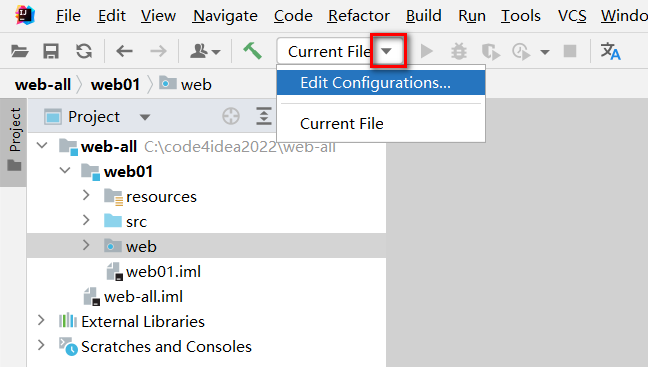 File Edit View Navigate Code Refactor Build Run Tools VCS Windo
Current File
web-all web01 web
Edit Configurations...
Project
Project
Current File
web-all C:\code4idea2022\web-all
web01
resources
src
web
web01.iml
web-all.iml
External Libraries
Scratches and Consoles